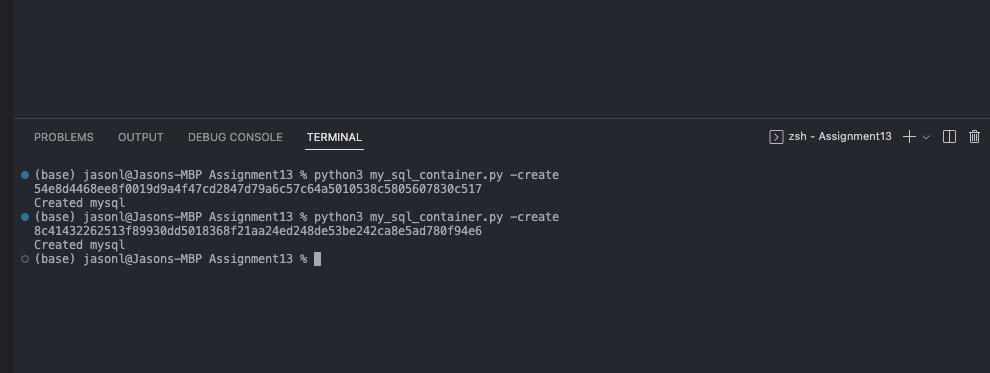 PROBLEMS OUTPUT DEBUG CONSOLE TERMINAL zsh - Assignment13
(base) jasonl@Jasons-MBP Assignment13 % python3 my_sql_container.py -create
54e8d4468ee8f0019d9a4f47cd2847d79a6c57c64a5010538c5805607830c517
Created mysql
(base) jasonl@Jasons-MBP Assignment13 % python3 my_sql_container.py -create
8c41432262513f89930dd5018368f21aa24ed248de53be242ca8e5ad780f94e6
Created mysql
(base) jasonl@Jasons-MBP Assignment13 %